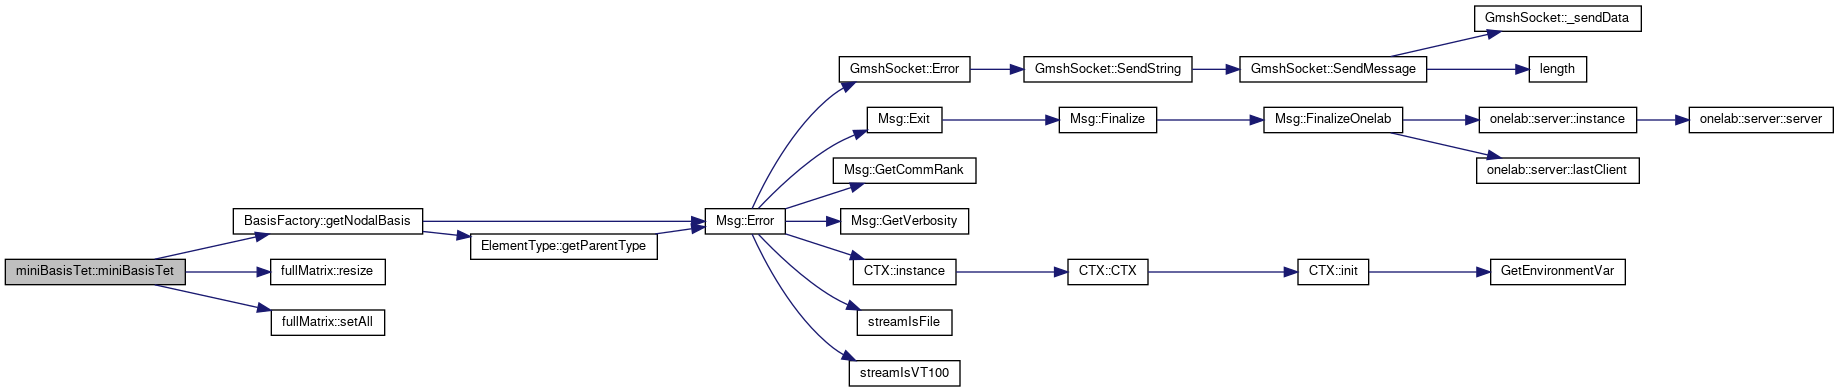 miniBasisTet::miniBasisTet
BasisFactory::getNodalBasis
fullMatrix::resize
fullMatrix::setAll
ElementType::getParentType
Msg::Error
GmshSocket::Error
Msg::Exit
Msg::GetCommRank
Msg::GetVerbosity
CTX::instance
streamIsFile
streamIsVT100
GmshSocket::SendString
GmshSocket::SendMessage
GmshSocket::_sendData
length
Msg::Finalize
Msg::FinalizeOnelab
onelab::server::instance
onelab::server::lastClient
onelab::server::server
CTX::CTX
CTX::init
GetEnvironmentVar